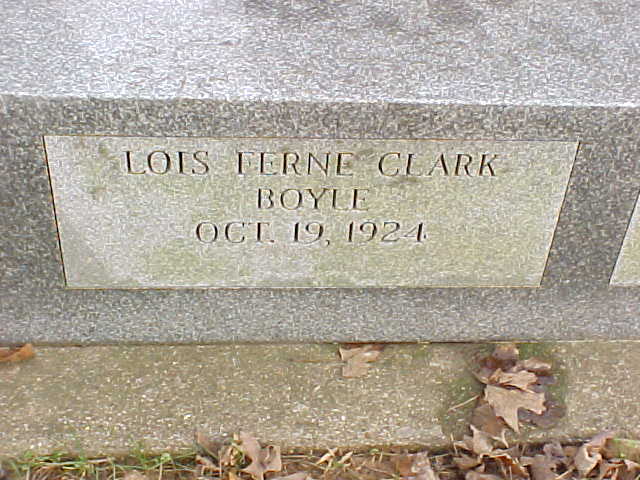 LOIS FERNE CLARK
BOYLE
OCT. 19, 1924